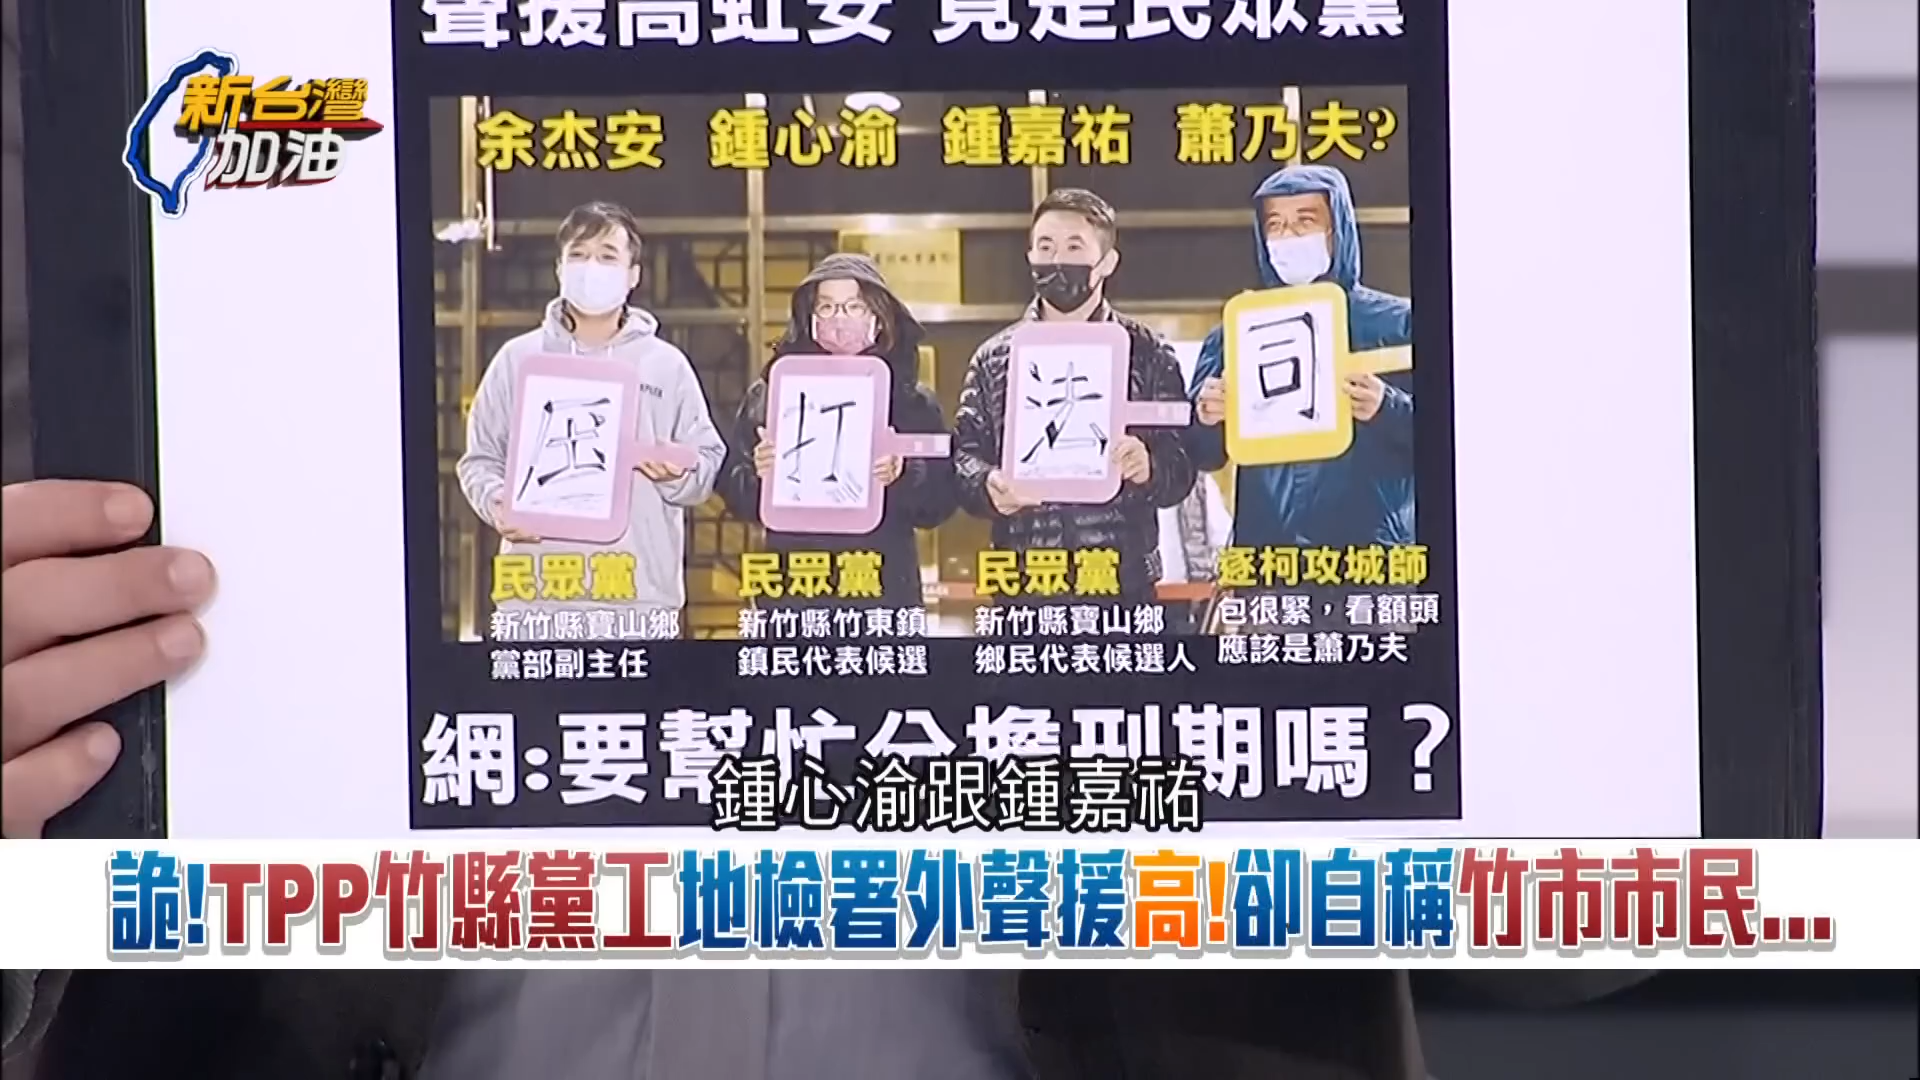 聲援高虹安 竟是民眾黨
新台灣
加油
余杰安 鍾心渝 鍾嘉祐 蕭乃夫?
屈 打 法 司
民眾黨 民眾黨 民眾黨 逐柯攻城師
新竹縣寶山鄉 新竹縣竹東鎮 新竹縣寶山鄉 包很緊，看額頭
黨部副主任 鎮民代表候選 鄉民代表候選人 應該是蕭乃夫
網:要幫忙分擔刑期嗎？
鍾心渝跟鍾嘉祐
詭!TPP竹縣黨工地檢署外聲援高!卻自稱竹市市民...